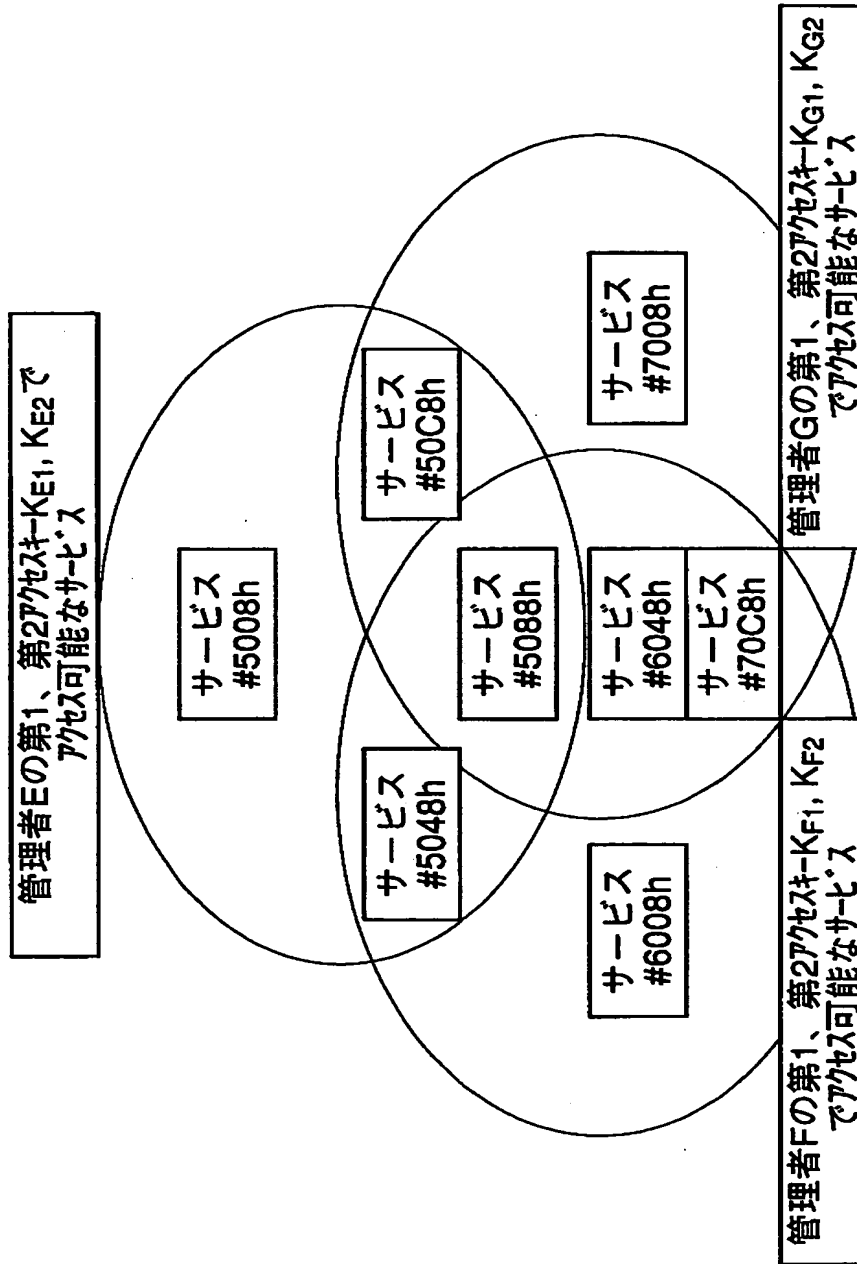 管理者Eの第1、第2アクセスキーKE1, KE2で
アクセス可能なサービス
サービス
#5008h
サービス
#5048h
サービス
#50C8h
サービス
#5088h
サービス
#6008h
サービス
#6048h
サービス
#70C8h
サービス
#7008h
管理者Fの第1、第2アクセスキーKF1, KF2
でアクセス可能なサービス
管理者Gの第1、第2アクセスキーKG1, KG2
でアクセス可能なサービス